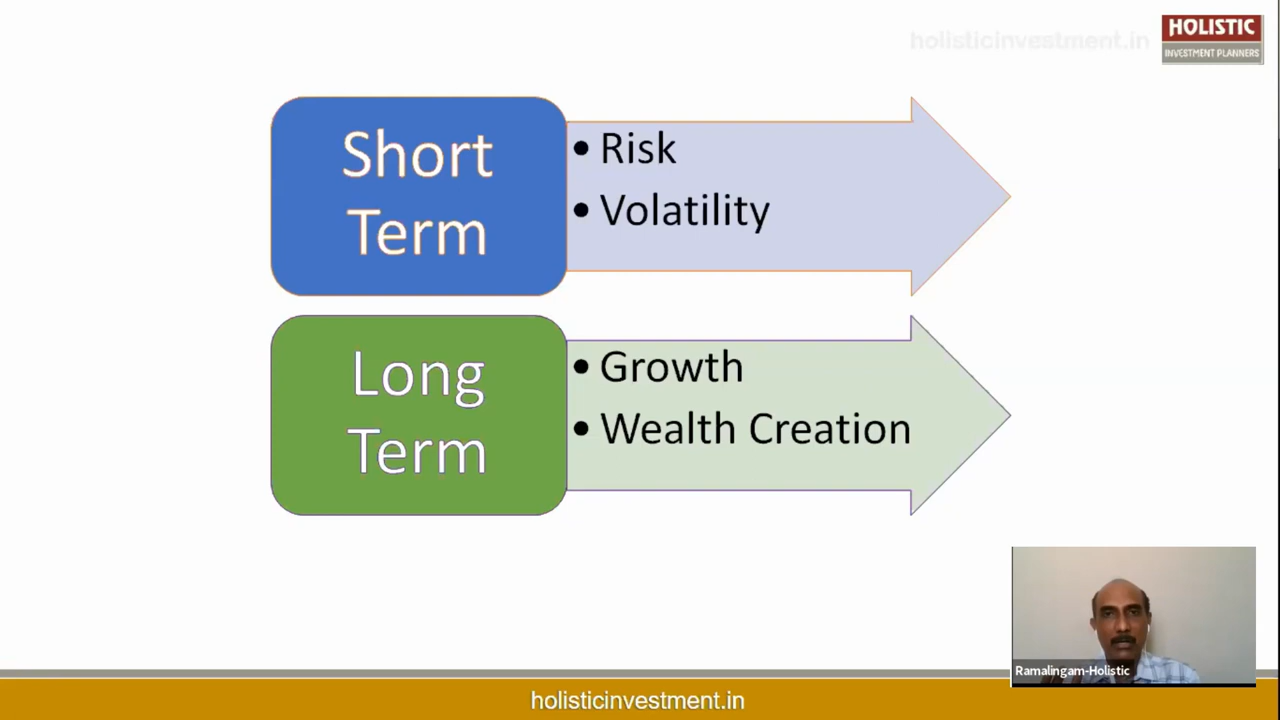 holisticinvestment.in
HOLISTIC
INVESTMENT PLANNERS
Short
Term
• Risk
• Volatility
Long
Term
• Growth
• Wealth Creation
Ramalingam-Holistic
holisticinvestment.in